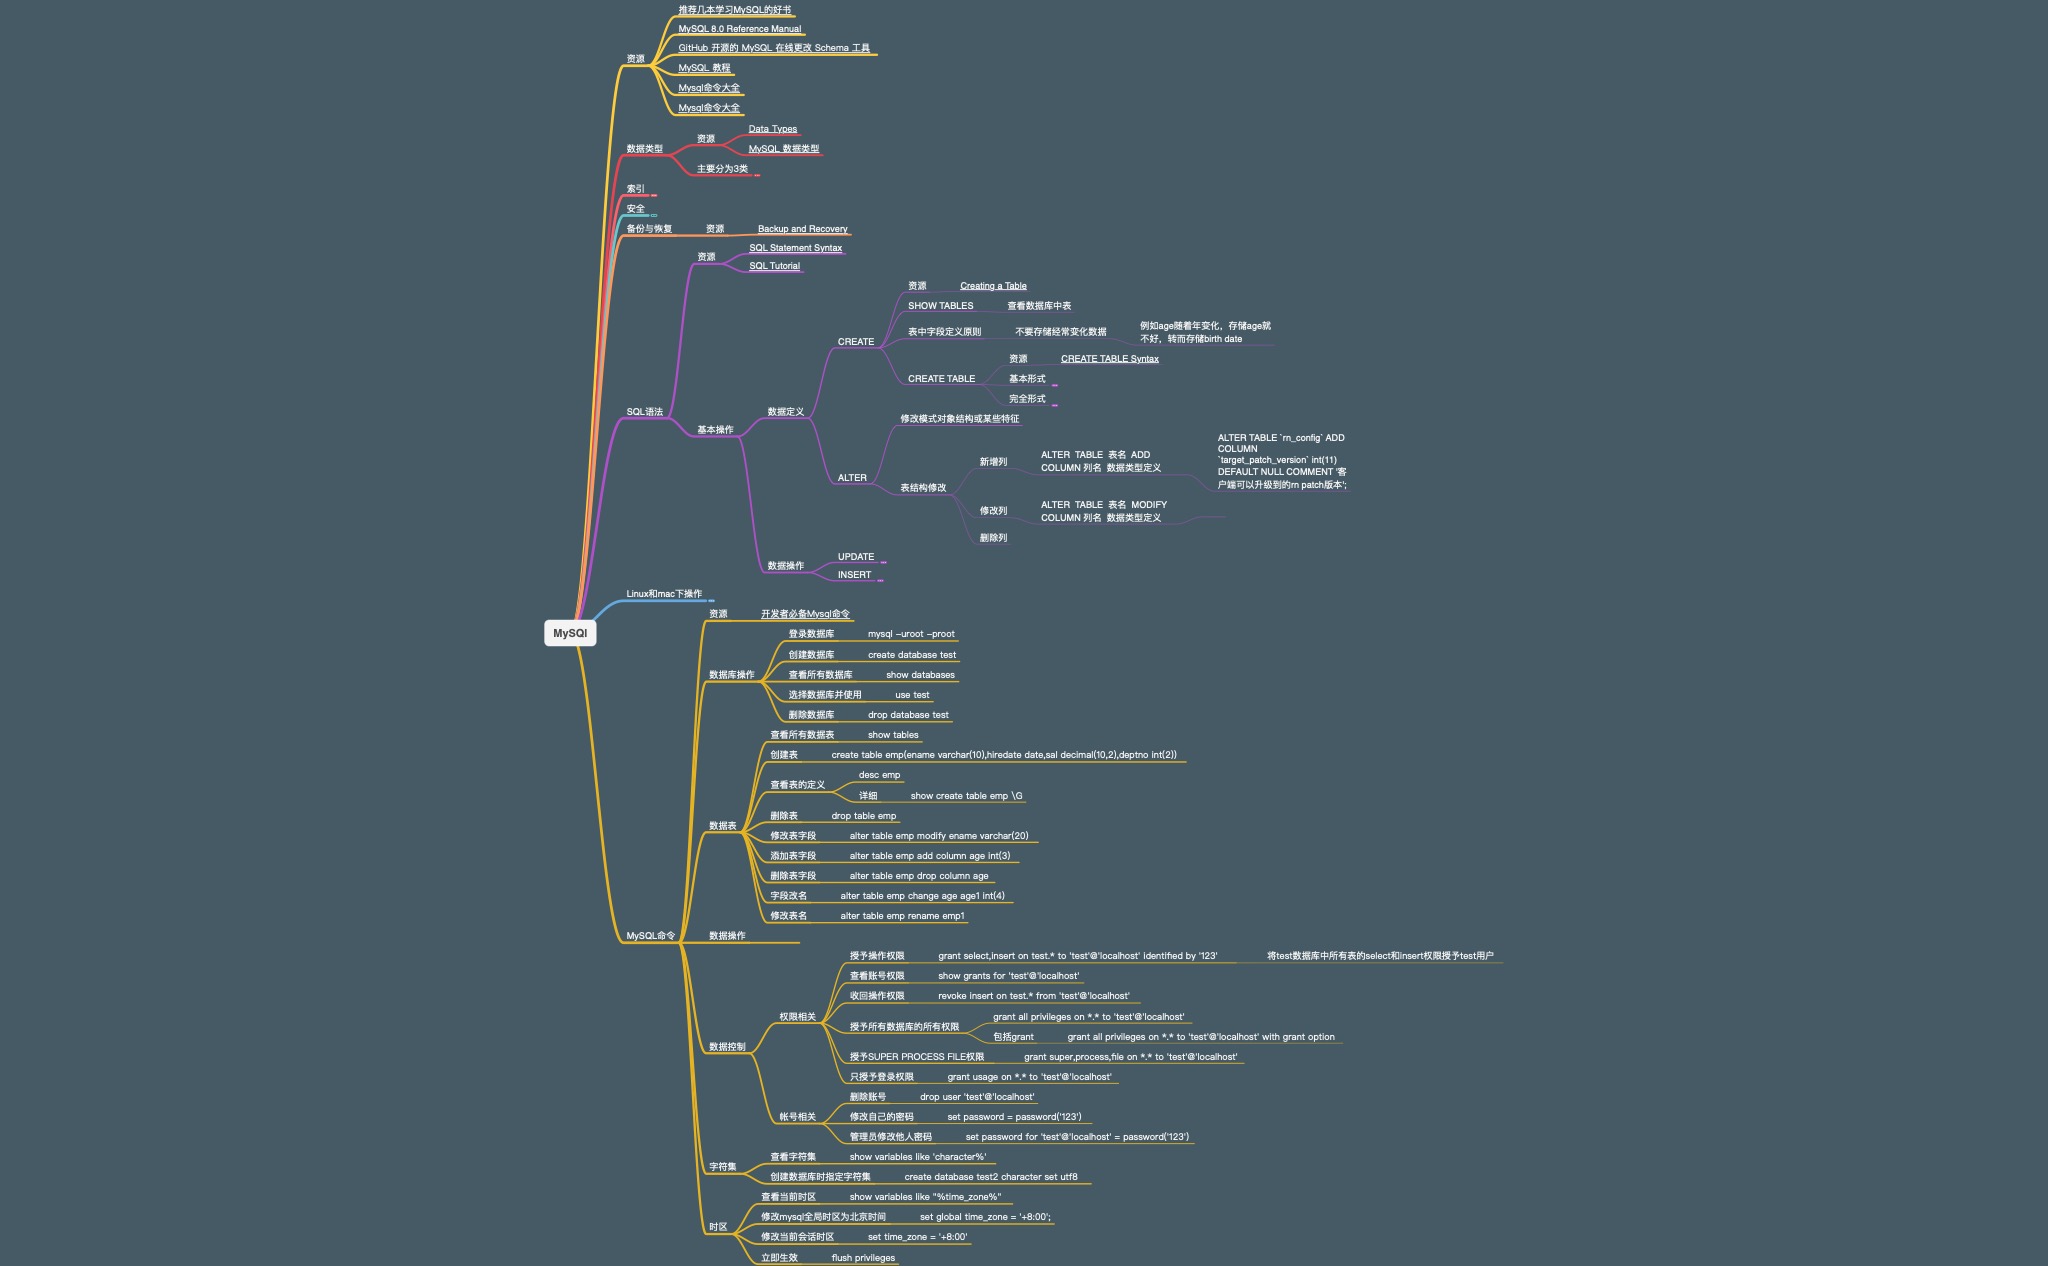 推荐几本学习MySQL的好书
MySQL 8.0 Reference Manual
GitHub 开源的 MySQL 在线更改 Schema 工具
资源
MySQL 教程
Mysql命令大全
Mysql命令大全
Data Types
资源
数据类型
MySQL 数据类型
主要分为3类
索引
安全
备份与恢复
资源
Backup and Recovery
SQL Statement Syntax
资源
SQL Tutorial
资源
Creating a Table
SHOW TABLES
查看数据库中表
表中字段定义原则
不要存储经常变化数据
例如age随着年变化，存储age就
不好，转而存储birth date
CREATE
资源
CREATE TABLE Syntax
CREATE TABLE
基本形式
完全形式
SQL语法
数据定义
修改模式对象结构或某些特征
基本操作
ALTER TABLE `rn_config` ADD
COLUMN
`target_patch_version` int(11)
DEFAULT NULL COMMENT '客
户端可以升级到的rn patch版本';
新增列
ALTER TABLE 表名 ADD
COLUMN 列名 数据类型定义
ALTER
表结构修改
修改列
ALTER TABLE 表名 MODIFY
COLUMN 列名 数据类型定义
删除列
UPDATE
数据操作
INSERT
Linux和mac下操作
MySQl
资源
开发者必备Mysql命令
登录数据库
mysql -uroot -proot
创建数据库
create database test
数据库操作
查看所有数据库
show databases
选择数据库并使用
use test
删除数据库
drop database test
查看所有数据表
show tables
创建表
create table emp(ename varchar(10),hiredate date,sal decimal(10,2),deptno int(2))
查看表的定义
desc emp
详细
show create table emp \G
删除表
drop table emp
数据表
修改表字段
alter table emp modify ename varchar(20)
添加表字段
alter table emp add column age int(3)
删除表字段
alter table emp drop column age
字段改名
alter table emp change age age1 int(4)
修改表名
alter table emp rename emp1
MySQL命令
数据操作
授予操作权限
grant select,insert on test.* to 'test'@'localhost' identified by '123'
将test数据库中所有表的select和insert权限授予test用户
查看账号权限
show grants for 'test'@'localhost'
收回操作权限
revoke insert on test.* from 'test'@'localhost'
权限相关
授予所有数据库的所有权限
grant all privileges on *.* to 'test'@'localhost'
包括grant
grant all privileges on *.* to 'test'@'localhost' with grant option
数据控制
授予SUPER PROCESS FILE权限
grant super,process,file on *.* to 'test'@'localhost'
只授予登录权限
grant usage on *.* to 'test'@'localhost'
删除账号
drop user 'test'@'localhost'
帐号相关
修改自己的密码
set password = password('123')
管理员修改他人密码
set password for 'test'@'localhost' = password('123')
字符集
查看字符集
show variables like 'character%'
创建数据库时指定字符集
create database test2 character set utf8
查看当前时区
show variables like "%time_zone%"
修改mysql全局时区为北京时间
set global time_zone = '+8:00';
时区
修改当前会话时区
set time_zone = '+8:00'
立即生效
flush privileges